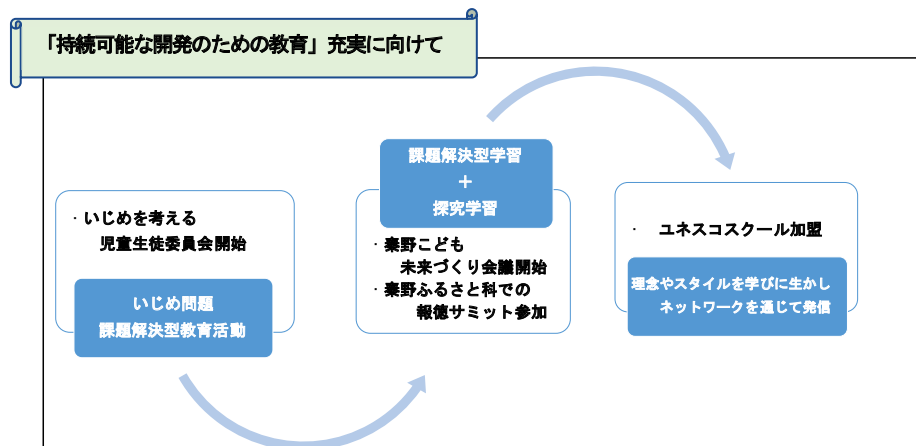 「持続可能な開発のための教育」充実に向けて
・いじめを考える
児童生徒委員会開始
いじめ問題
課題解決型教育活動
課題解決型学習
+
探究学習
・秦野こども
未来づくり会議開始
・秦野ふるさと科での
報徳サミット参加
・ ユネスコスクール加盟
理念やスタイルを学びに生かし
ネットワークを通じて発信